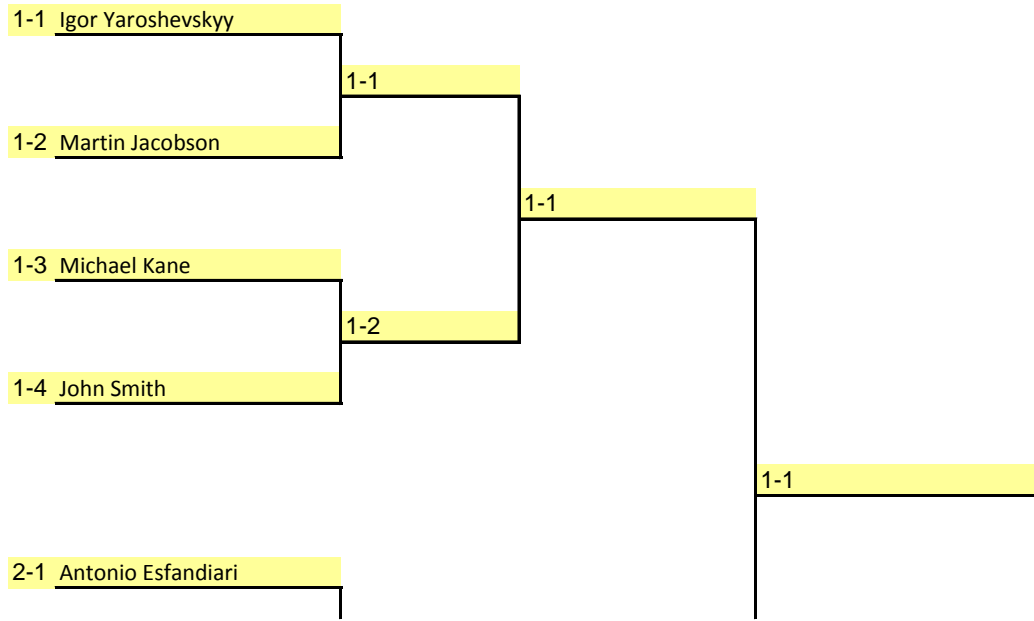 1-1 Igor Yaroshevskyy
1-1
1-2 Martin Jacobson
1-1
1-3 Michael Kane
1-2
1-4 John Smith
1-1
2-1 Antonio Esfandiari